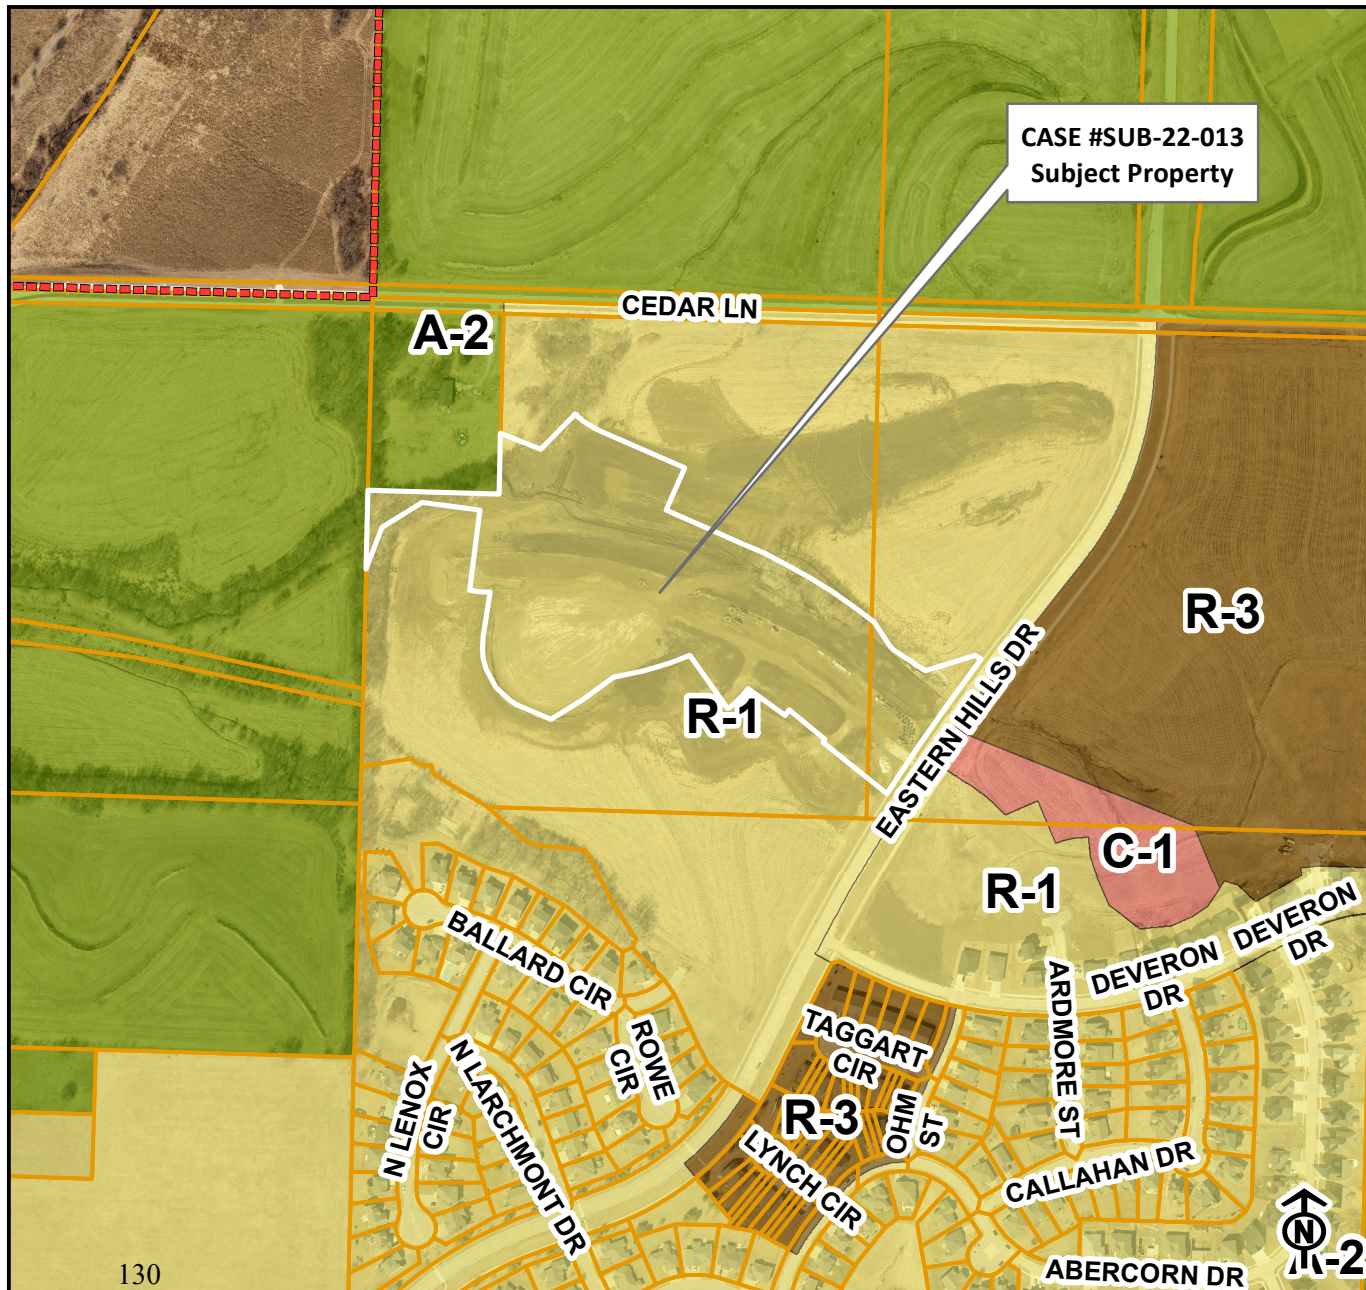 CASE #SUB-22-013
Subject Property
CEDAR LN
A-2
R-3
EASTERN HILLS DR
R-1
C-1
R-1
DEVERON
DR
DEVERON
DR
BALLARD CIR
ARDMORE ST
TAGGART
CIR
ROWE
CIR
N LENOX
CIR
N LARCHMONT DR
R-3
OHM
ST
LYNCH CIR
CALLAHAN DR
N
-2
ABERCORN DR
130